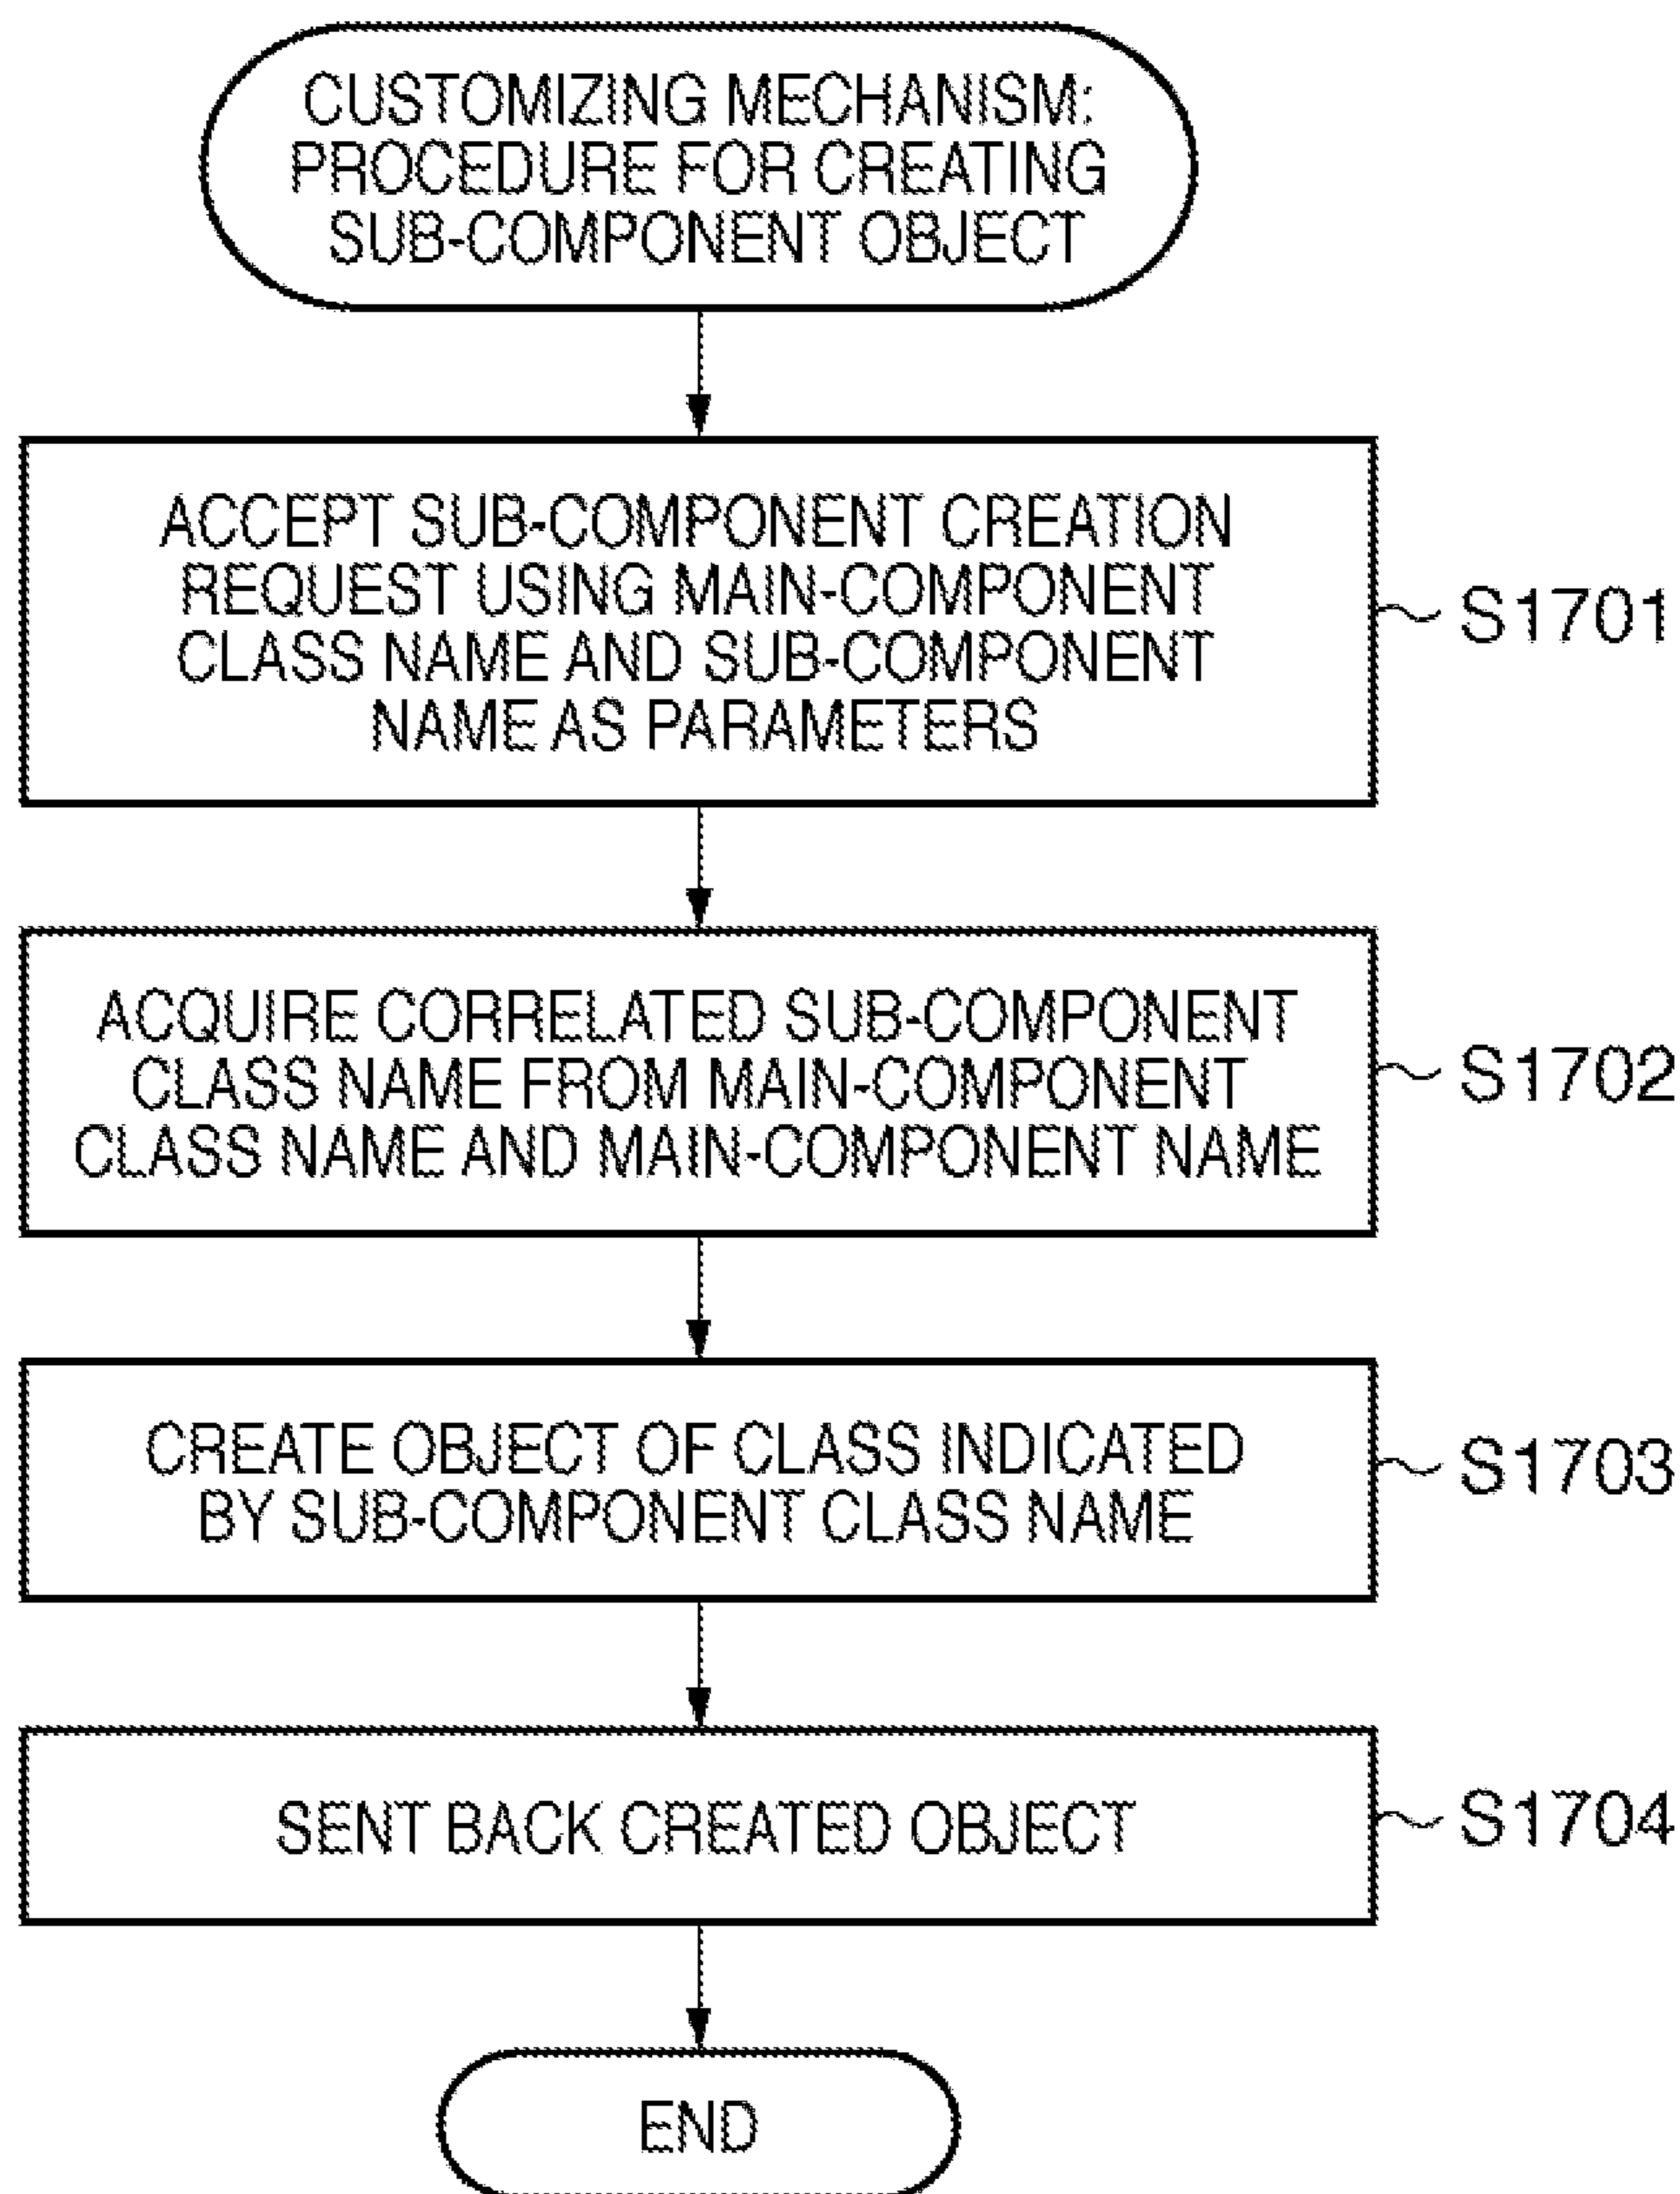 CUSTOMIZING MECHANISM:
PROCEDURE FOR CREATING
SUB-COMPONENT OBJECT
ACCEPT SUB-COMPONENT CREATION
REQUEST USING MAIN-COMPONENT
CLASS NAME AND SUB-COMPONENT
NAME AS PARAMETERS
S1701
ACQUIRE CORRELATED SUB-COMPONENT
CLASS NAME FROM MAIN-COMPONENT
CLASS NAME AND MAIN-COMPONENT NAME
S1702
CREATE OBJECT OF CLASS INDICATED
BY SUB-COMPONENT CLASS NAME
S1703
SENT BACK CREATED OBJECT
S1704
END